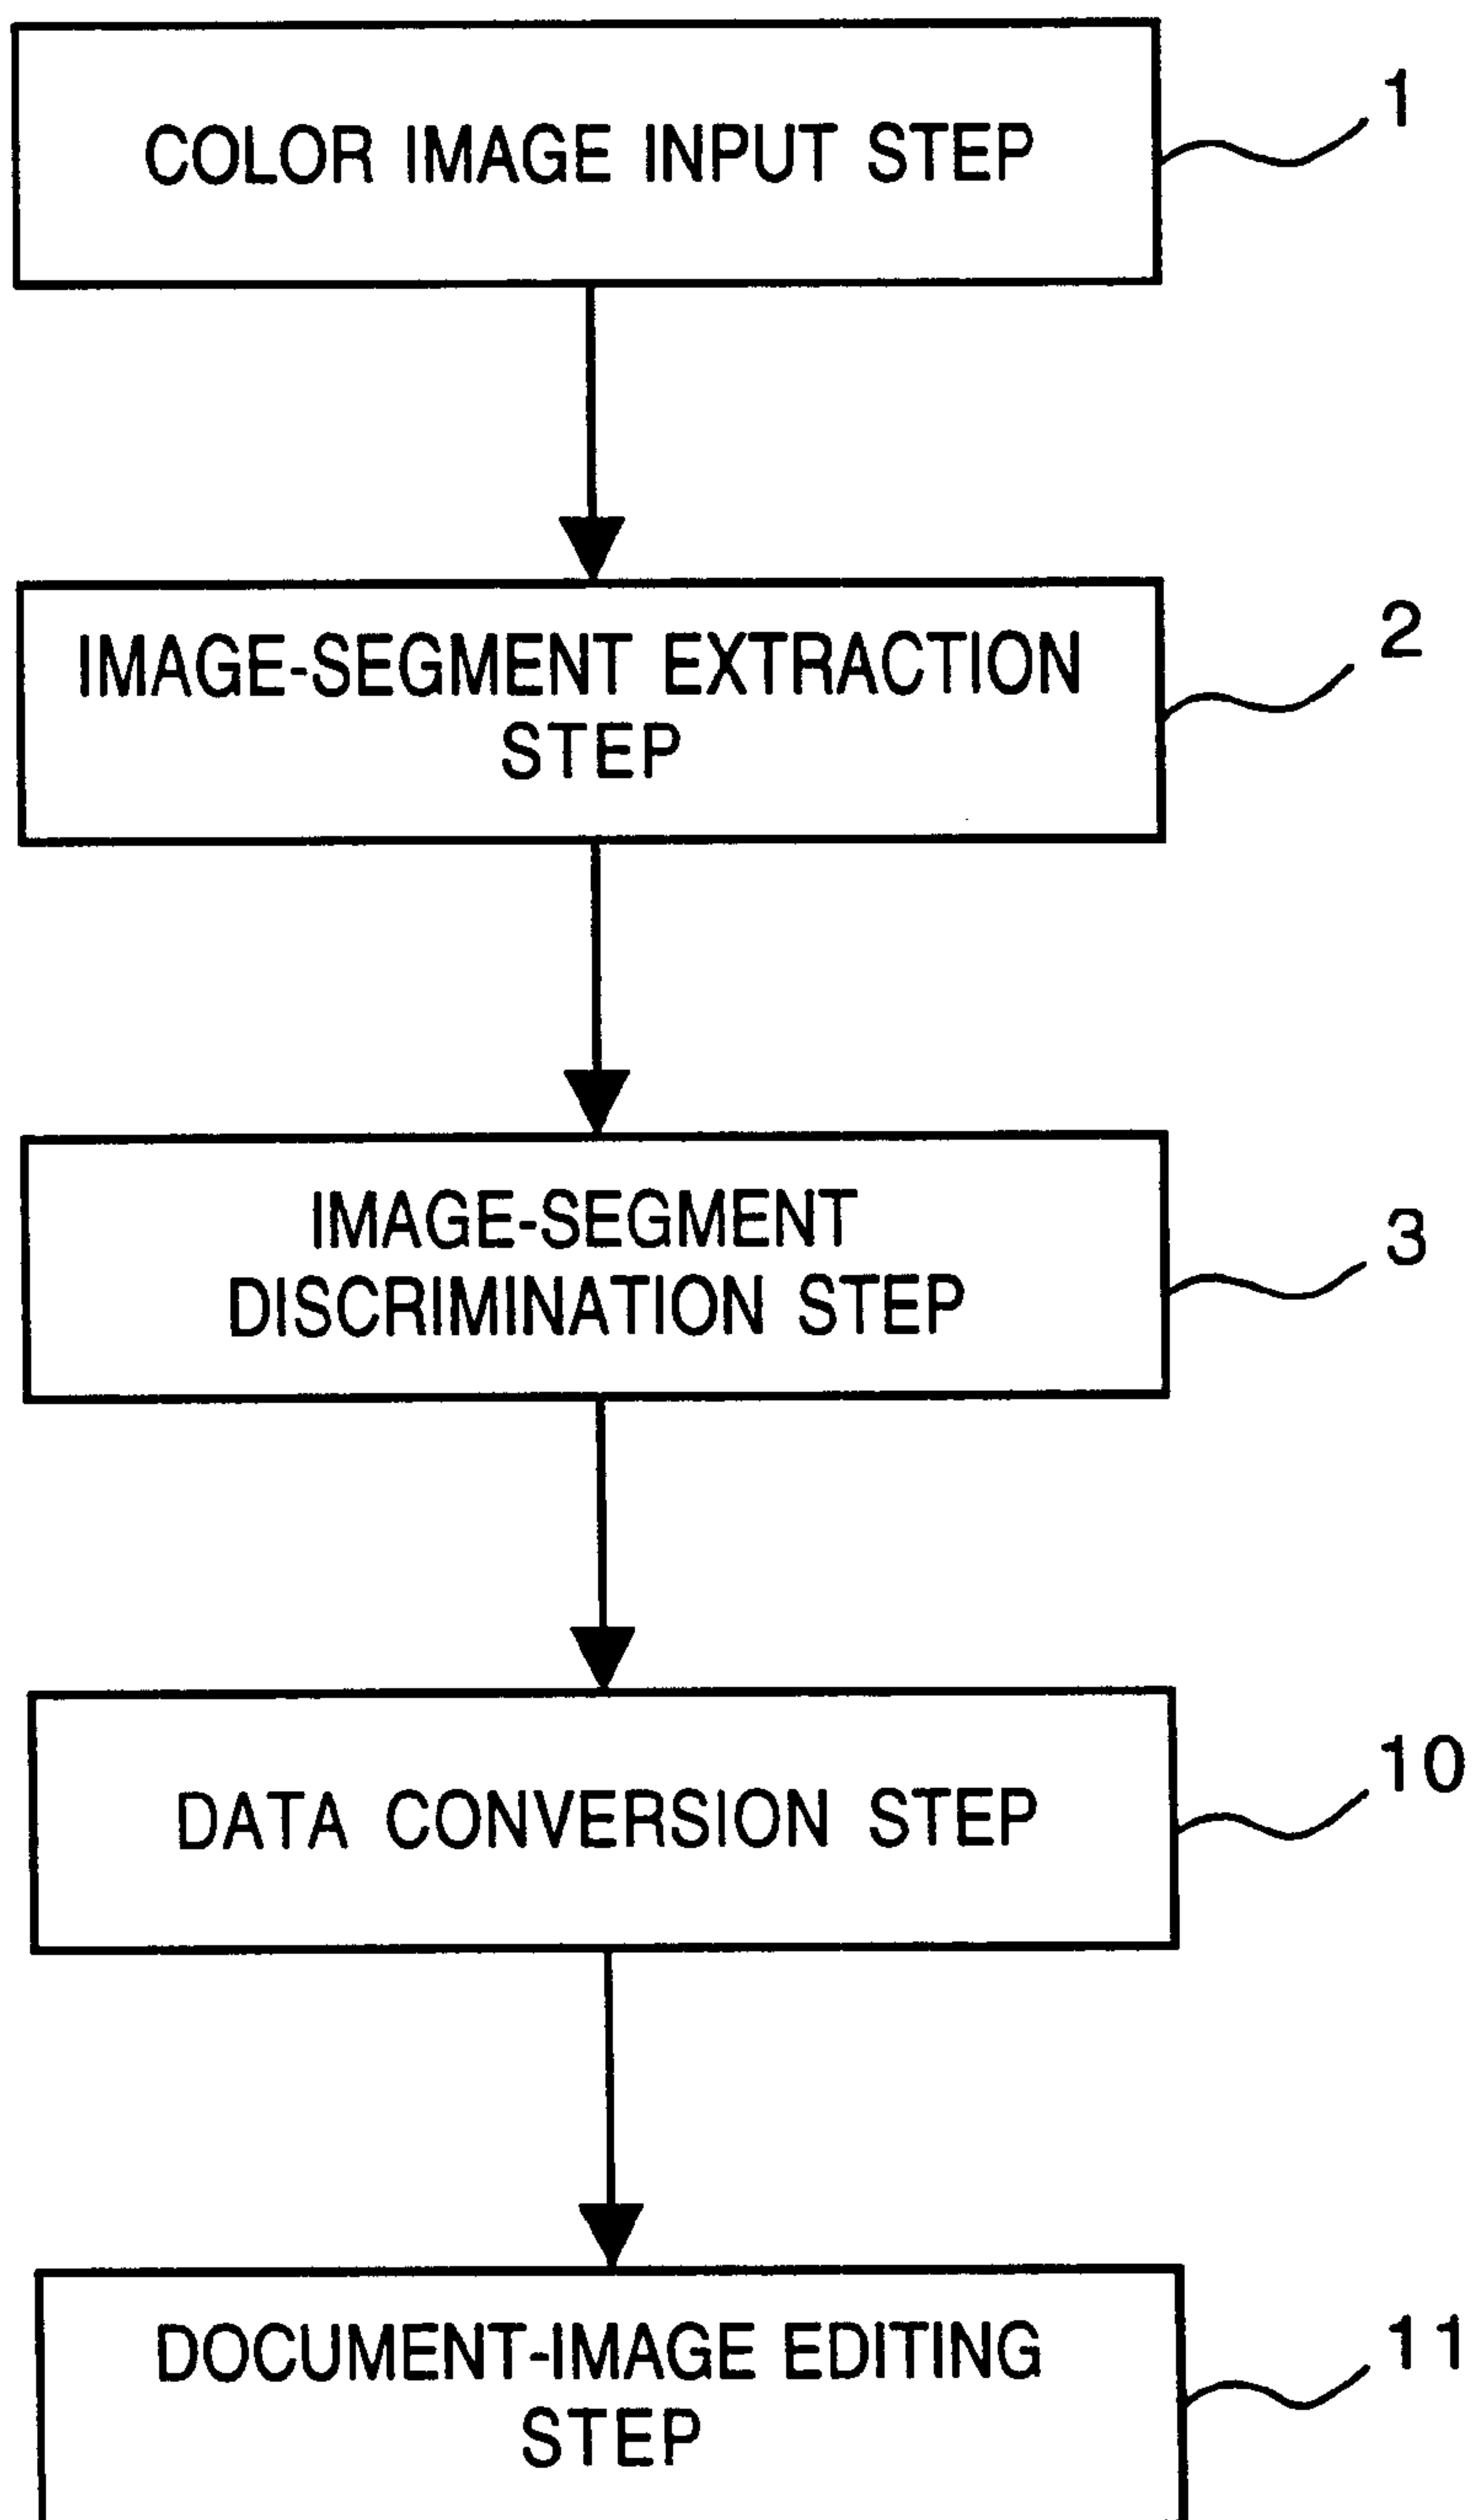 COLOR IMAGE INPUT STEP
1
IMAGE-SEGMENT EXTRACTION
STEP
2
IMAGE-SEGMENT
DISCRIMINATION STEP
3
DATA CONVERSION STEP
10
DOCUMENT-IMAGE EDITING
STEP
11